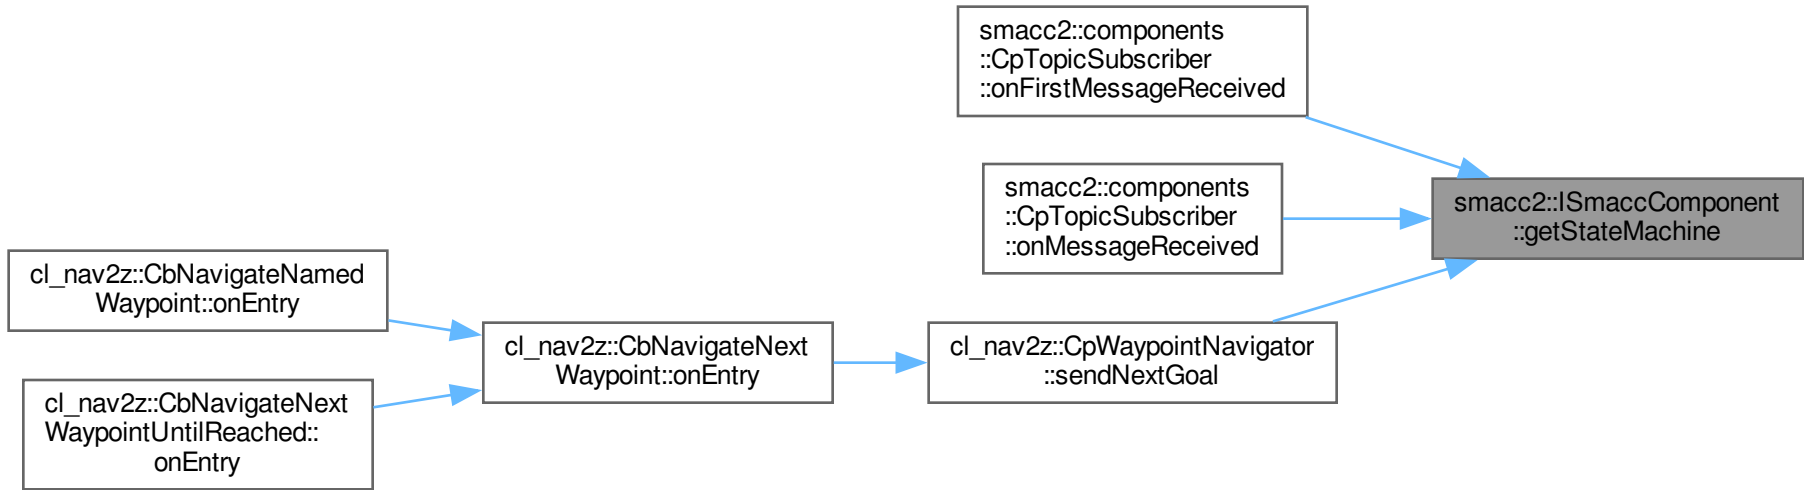 smacc2::components
::CpTopicSubscriber
::onFirstMessageReceived
smacc2::components
::CpTopicSubscriber
::onMessageReceived
smacc2::ISmaccComponent
::getStateMachine
cl_nav2z::CbNavigateNamed
Waypoint::onEntry
cl_nav2z::CbNavigateNext
Waypoint::onEntry
cl_nav2z::CpWaypointNavigator
::sendNextGoal
cl_nav2z::CbNavigateNext
WaypointUntilReached::
onEntry